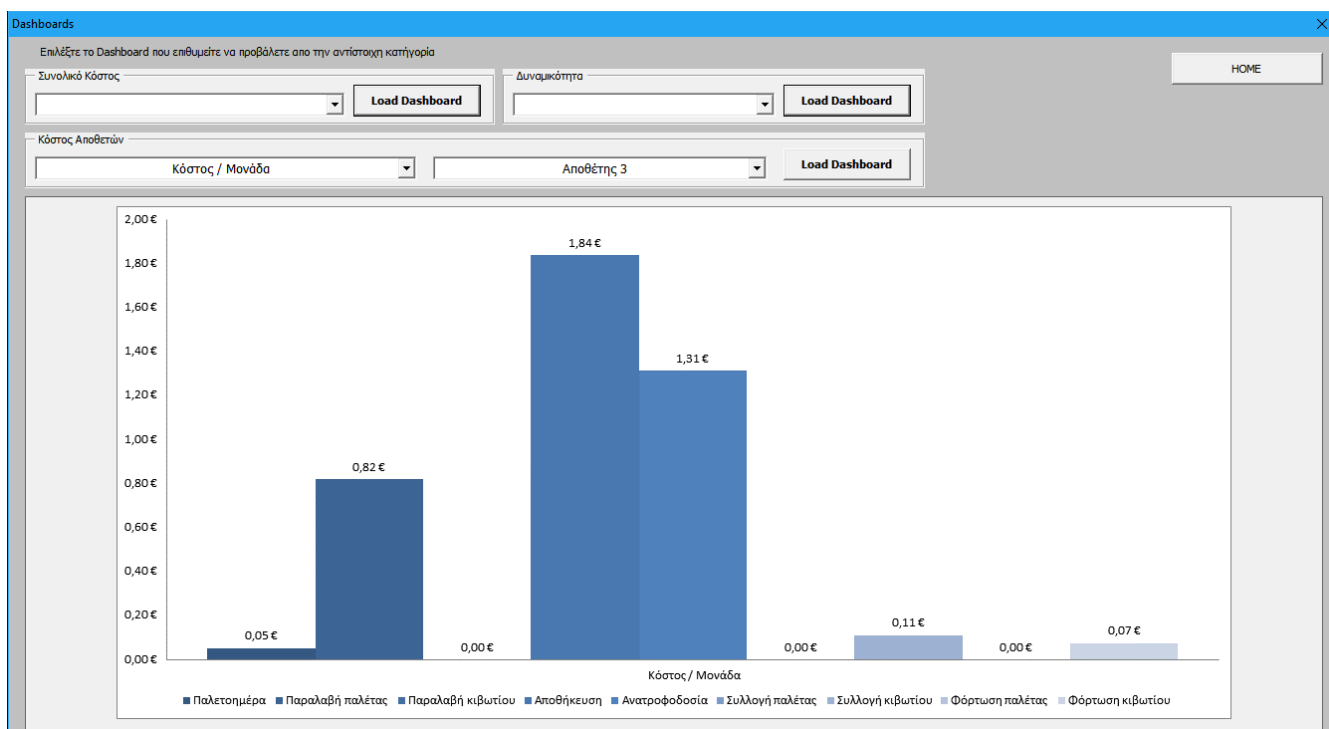 Dashboards
Επιλέξτε το Dashboard που επιθυμείτε να προβάλετε απο την αντίστοιχη κατήγορία
HOME
Συνολικό Κόστος
Δυναμικότητα
Load Dashboard
Load Dashboard
Κόστος Αποθετών
Κόστος / Μονάδα
Αποθέτης 3
Load Dashboard
2,00 €
1,80 €
1,60 €
1,40 €
1,20 €
1,00 €
0,80 €
0,60 €
0,40 €
0,20 €
0,00 €
0,05 €
0,82 €
0,00 €
1,84 €
1,31 €
0,00 €
0,11 €
0,00 €
0,07 €
Κόστος / Μονάδα
Παλετοημέρα Παραλαβή παλέτας Παραλαβή κιβωτίου Αποθήκευση Ανατροφοδοσία Συλλογή παλέτας Συλλογή κιβωτίου Φόρτωση παλέτας Φόρτωση κιβωτίου